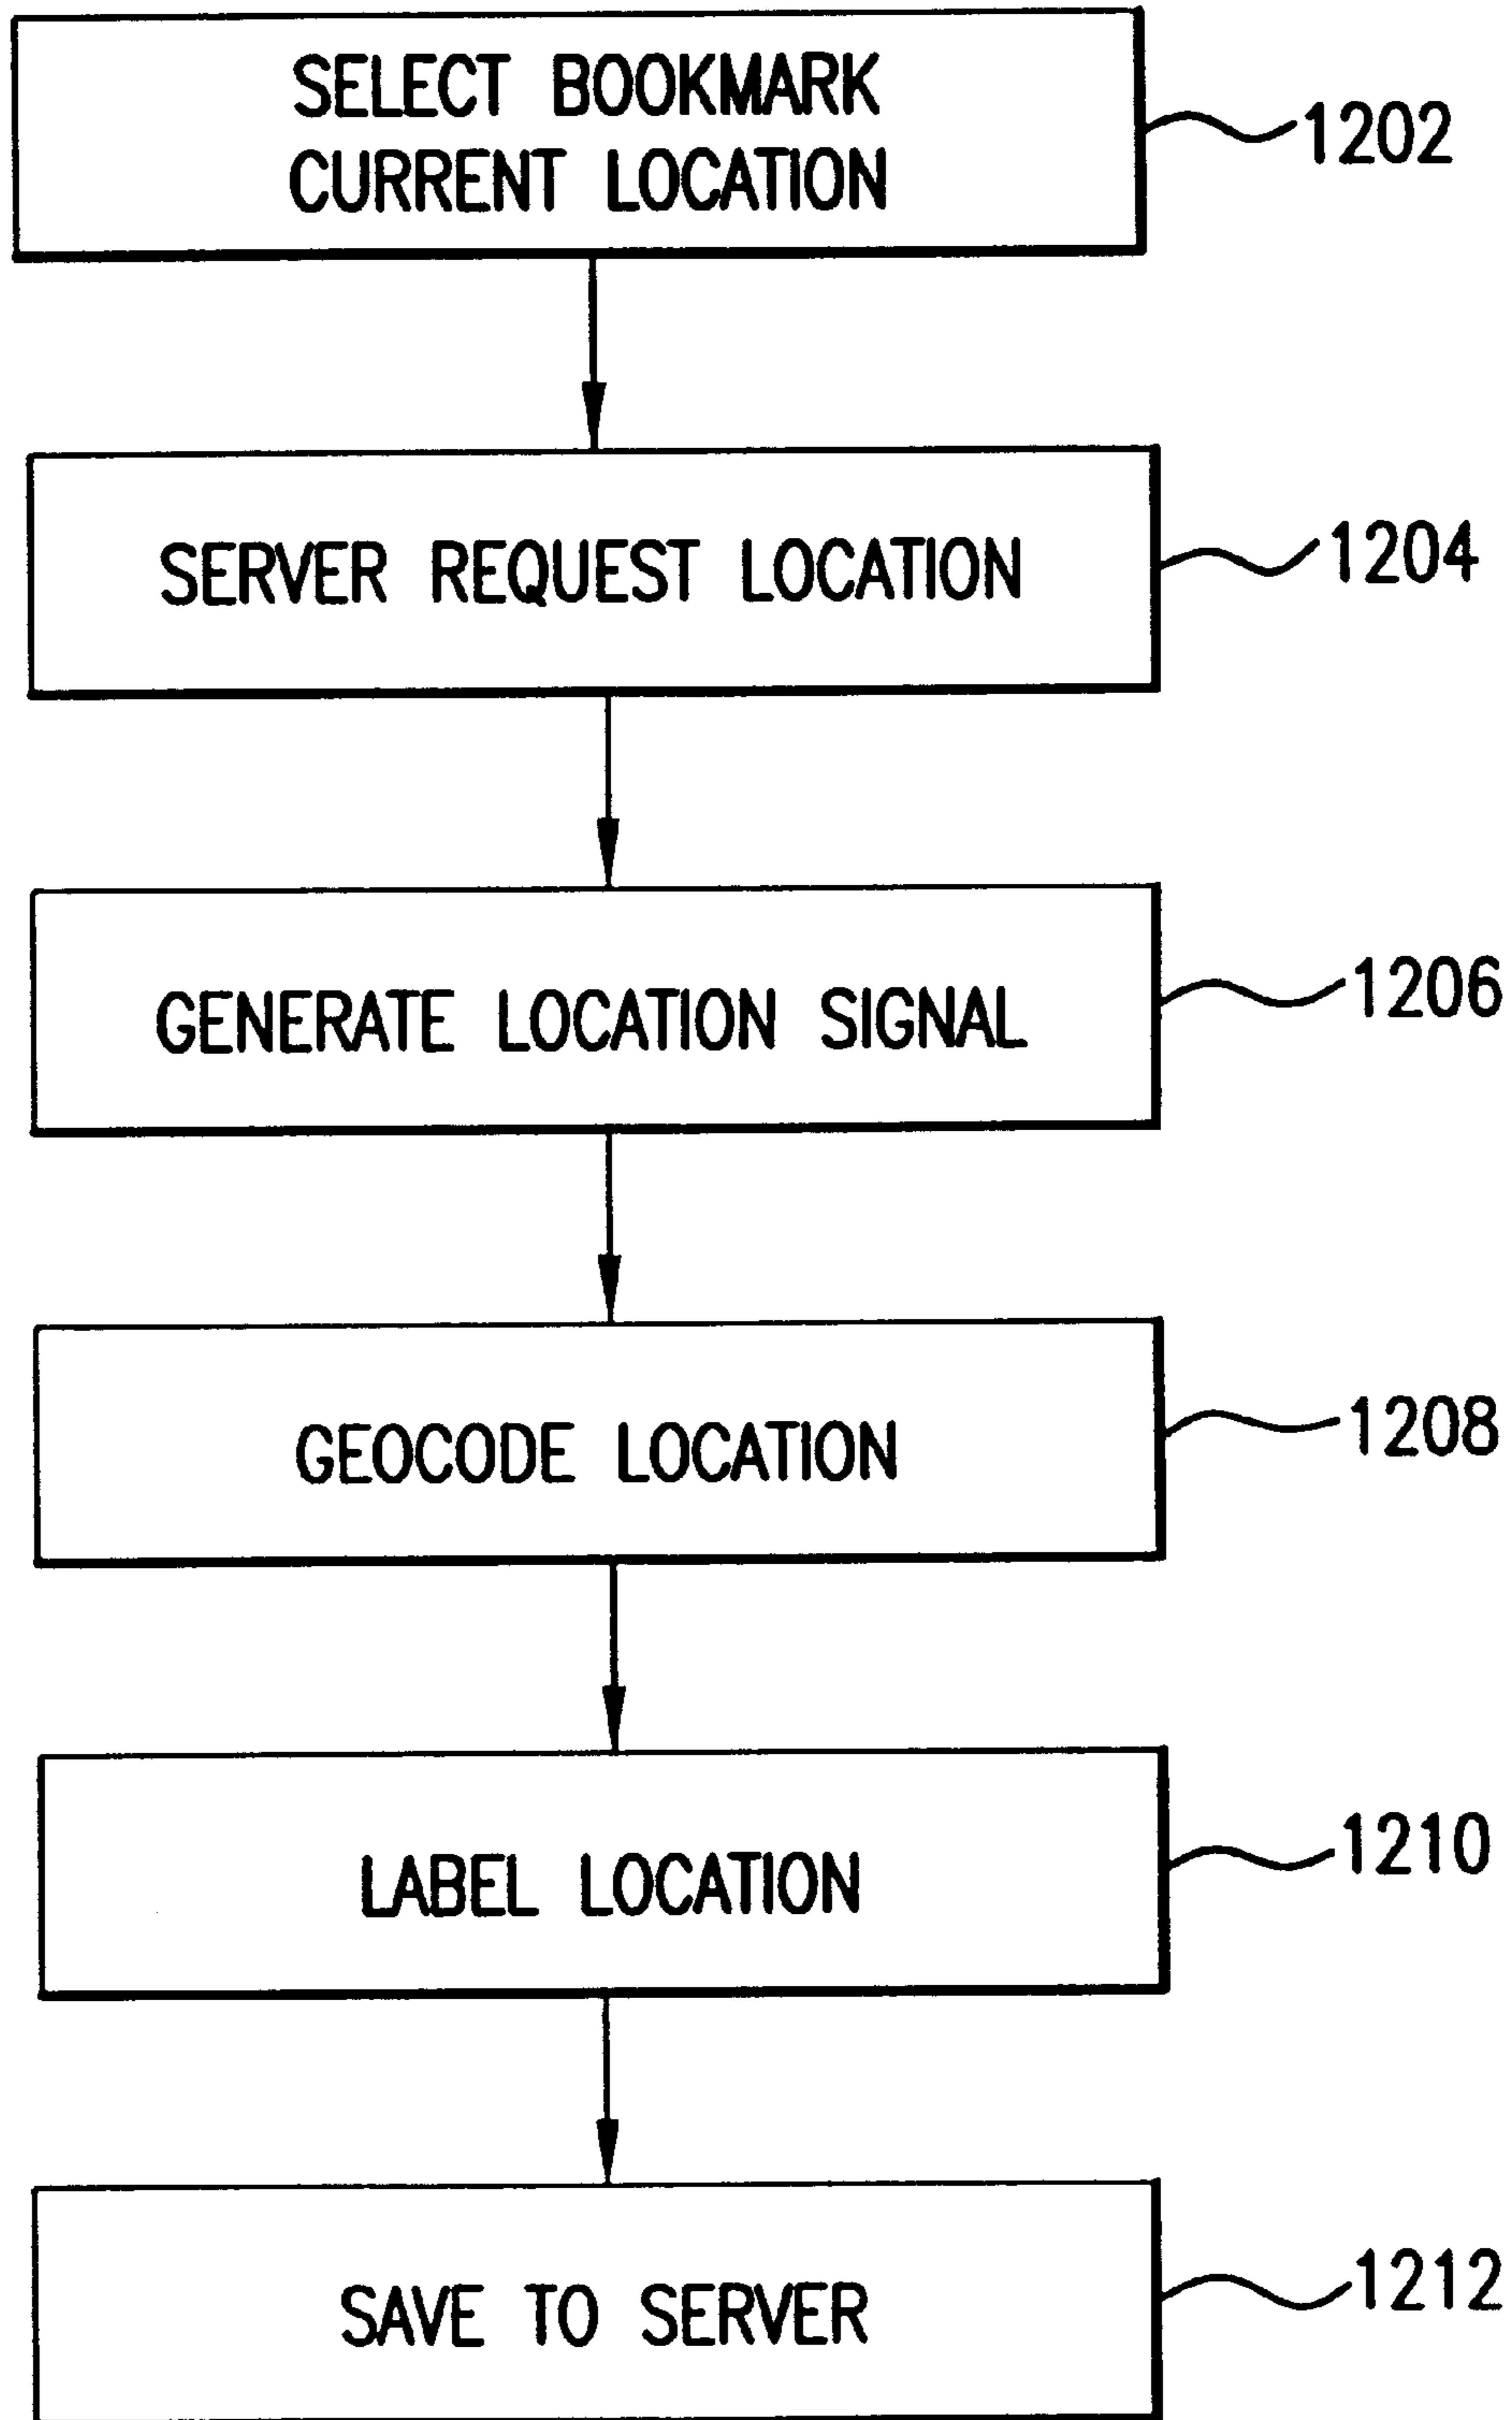 SELECT BOOKMARK
CURRENT LOCATION
1202
SERVER REQUEST LOCATION
1204
GENERATE LOCATION SIGNAL
1206
GEOCODE LOCATION
1208
LABEL LOCATION
1210
SAVE TO SERVER
1212